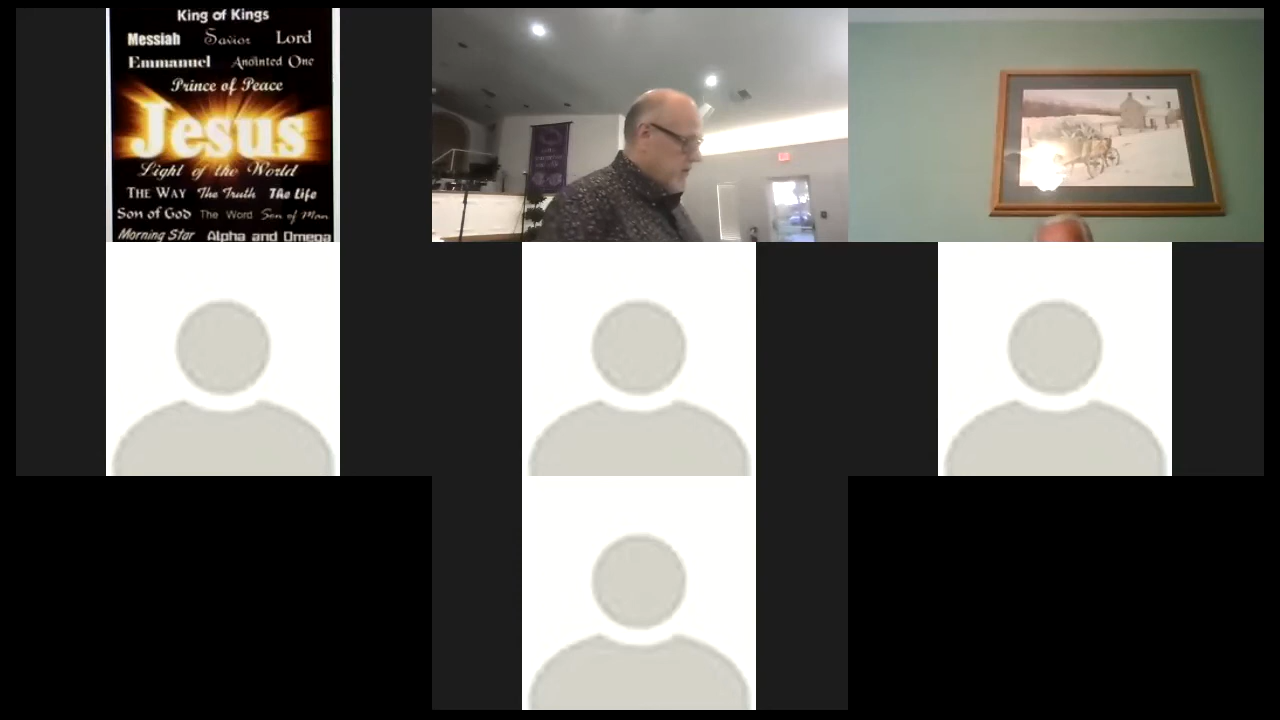 King of Kings
Messiah Savior Lord
Emmanuel Anointed One
Prince of Peace
Jesus
Light of the World
THE WAY The Truth The Life
Son of God The Word Son of Man
Morning Star Alpha and Omega